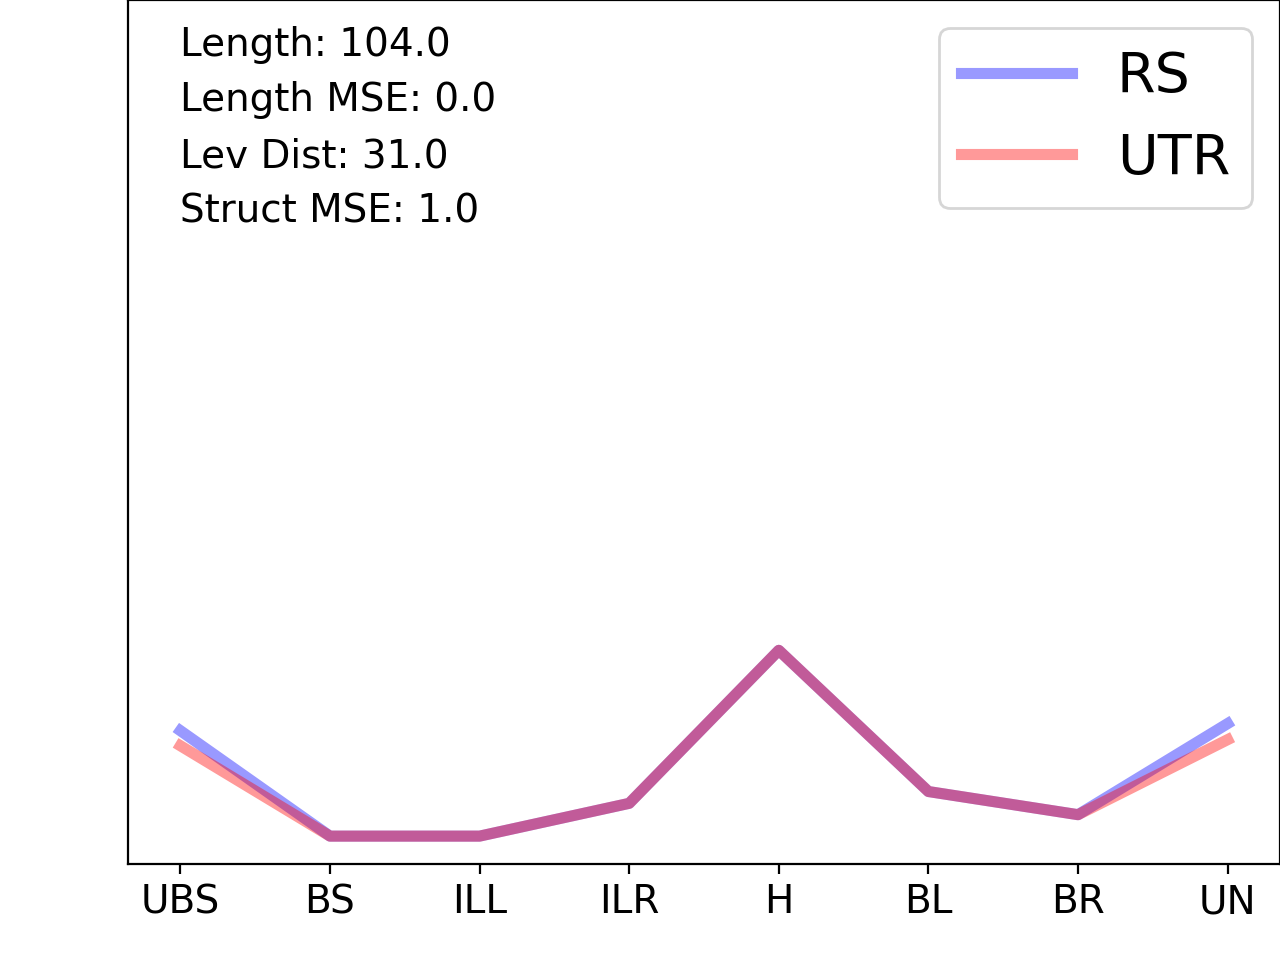 Length: 104.0
Length MSE: 0.0
Lev Dist: 31.0
Struct MSE: 1.0
RS
UTR
UBS BS ILL ILR H BL BR UN